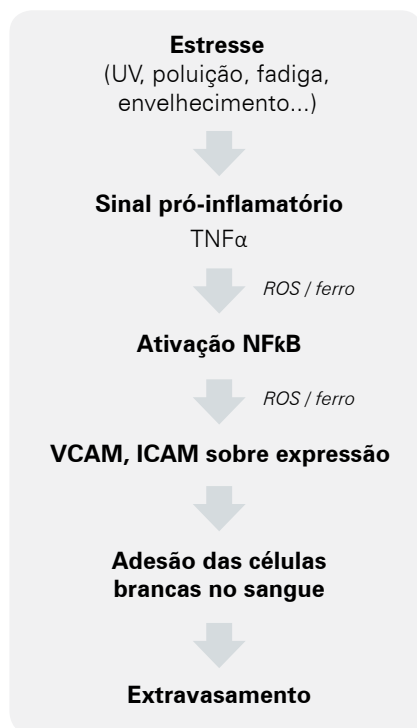 Estresse
(UV, poluição, fadiga,
envelhecimento...)
Sinal pró-inflamatório
TNFα
ROS / ferro
Ativação NFƙB
ROS / ferro
VCAM, ICAM sobre expressão
Adesão das células
brancas no sangue
Extravasamento